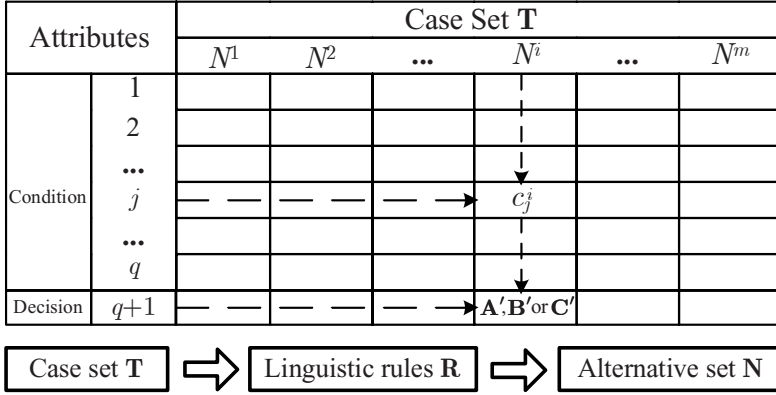 Attributes
Case Set T
N¹ N² ... Nⁱ ... Nᵐ
Condition
1
2
...
j cⁱⱼ
...
q
Decision q+1 A′,B′ or C′
Case set T Linguistic rules R Alternative set N